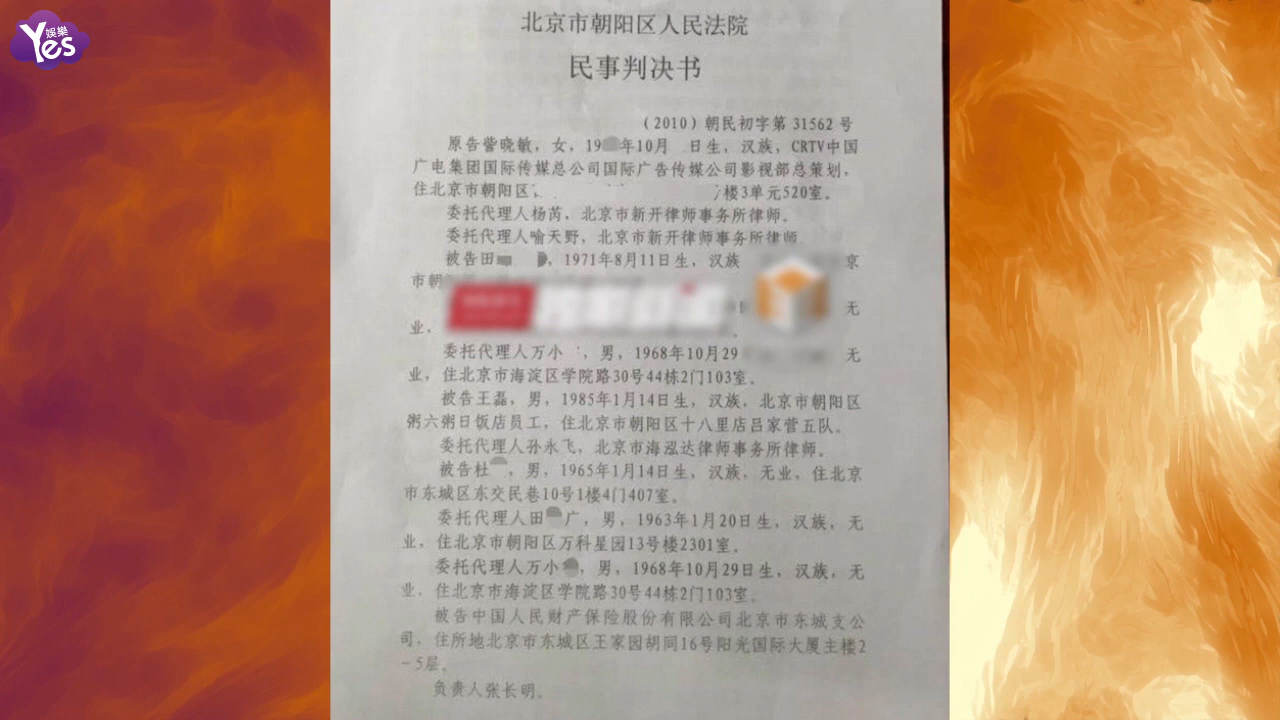 娛樂
Yes
北京市朝阳区人民法院
民事判决书
(2010) 朝民初字第 31562 号
原告营晓敏，女，19 年10月 日生，汉族，CRTV中国
广电集团国际传媒总公司国际广告传媒公司影视部总策划，
住北京市朝阳区 楼3单元520室。
委托代理人杨芮，北京市新开律师事务所律师。
委托代理人喻天野，北京市新开律师事务所律师
被告田 ，1971年8月11日生，汉族 京
市朝
无
业，
委托代理人万小 ，男，1968年10月29 无
业，住北京市海淀区学院路30号44栋2门103室。
被告王磊，男，1985年1月14日生，汉族，北京市朝阳区
粥六粥日饭店员工，住北京市朝阳区十八里店吕家营五队。
委托代理人孙永飞，北京市海泓达律师事务所律师。
被告杜 ，男，1965年1月14日生，汉族，无业，住北京
市东城区东交民巷10号1楼4门407室。
委托代理人田 广，男，1963年1月20日生，汉族，无
业，住北京市朝阳区万科星园13号楼2301室。
委托代理人万小 ，男，1968年10月29日生，汉族，无
业，住北京市海淀区学院路30号44栋2门103室。
被告中国人民财产保险股份有限公司北京市东城支公
司，住所地北京市东城区王家园胡同16号阳光国际大厦主楼2
-5层。
负责人张长明。